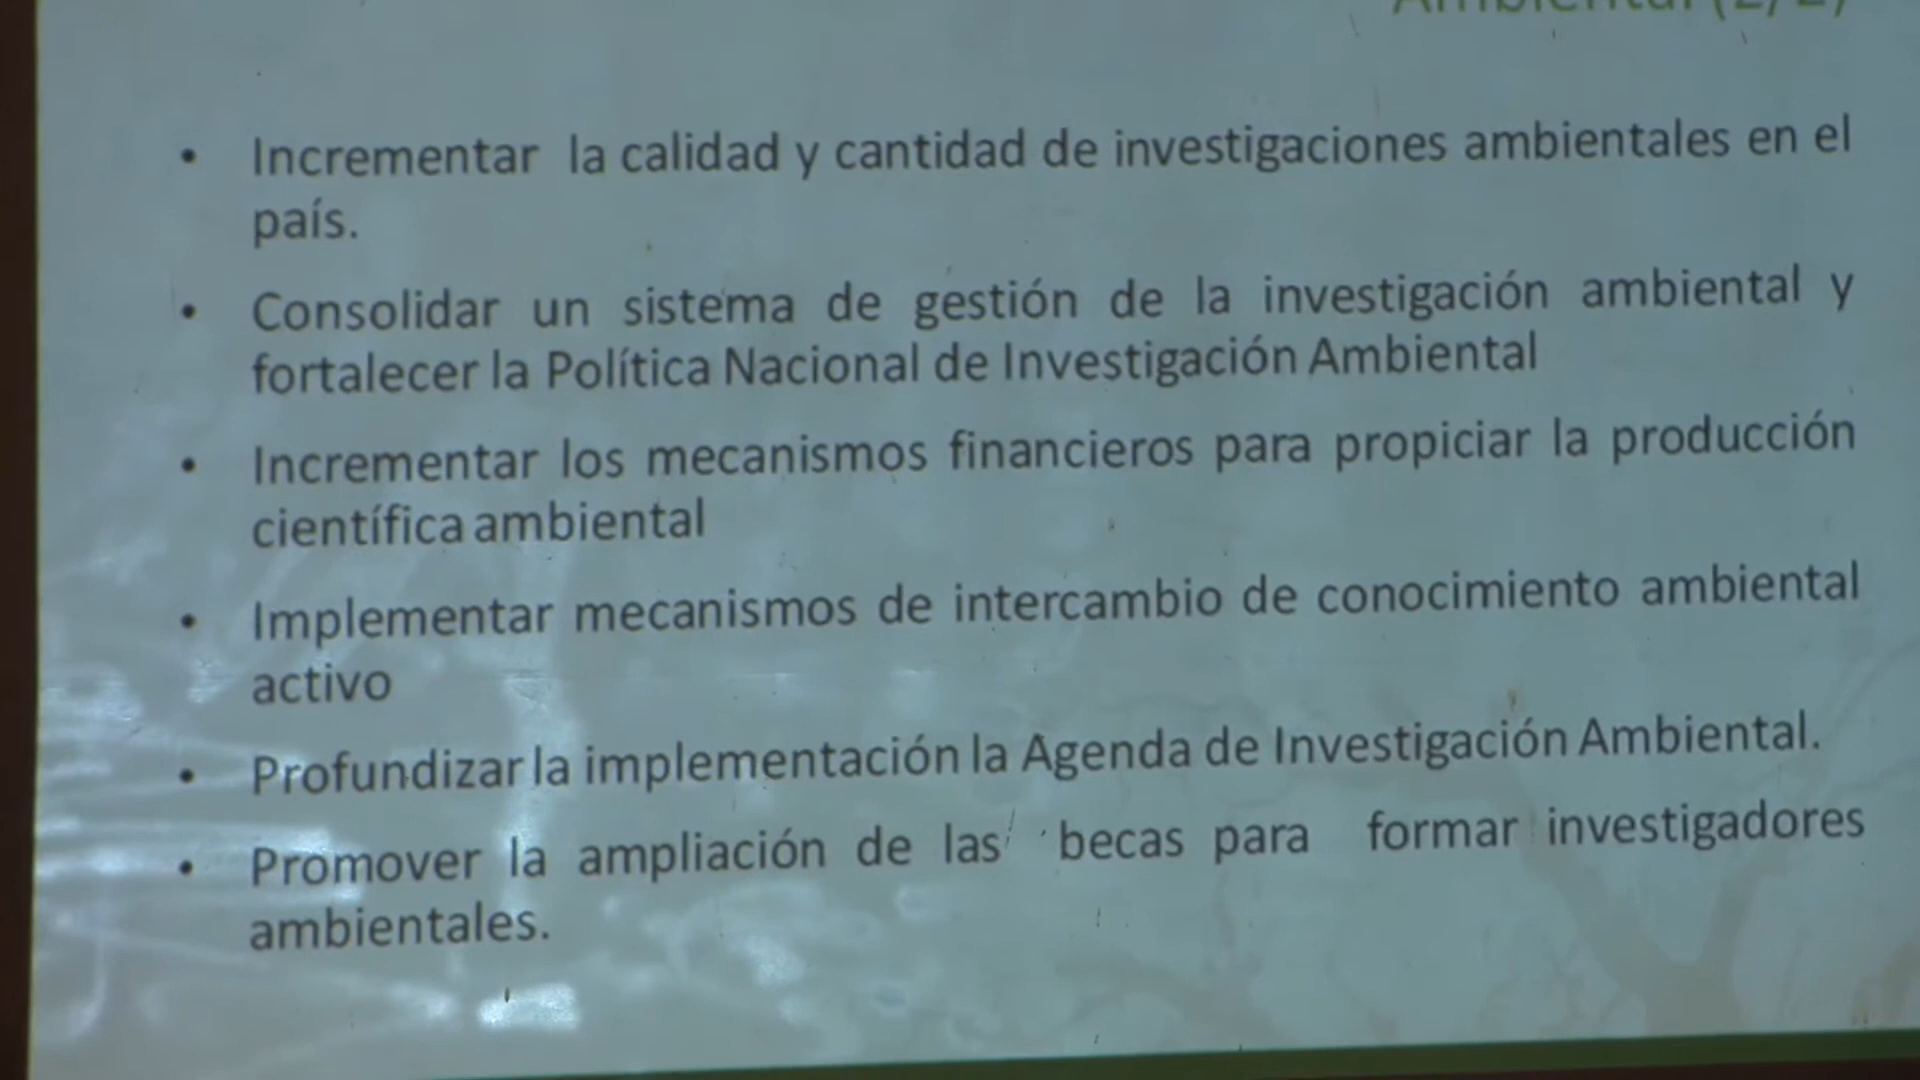 Ambiental (2/2)
• Incrementar la calidad y cantidad de investigaciones ambientales en el
país.
• Consolidar un sistema de gestión de la investigación ambiental y
fortalecer la Política Nacional de Investigación Ambiental
• Incrementar los mecanismos financieros para propiciar la producción
científica ambiental
• Implementar mecanismos de intercambio de conocimiento ambiental
activo
• Profundizar la implementación la Agenda de Investigación Ambiental.
• Promover la ampliación de las becas para formar investigadores
ambientales.